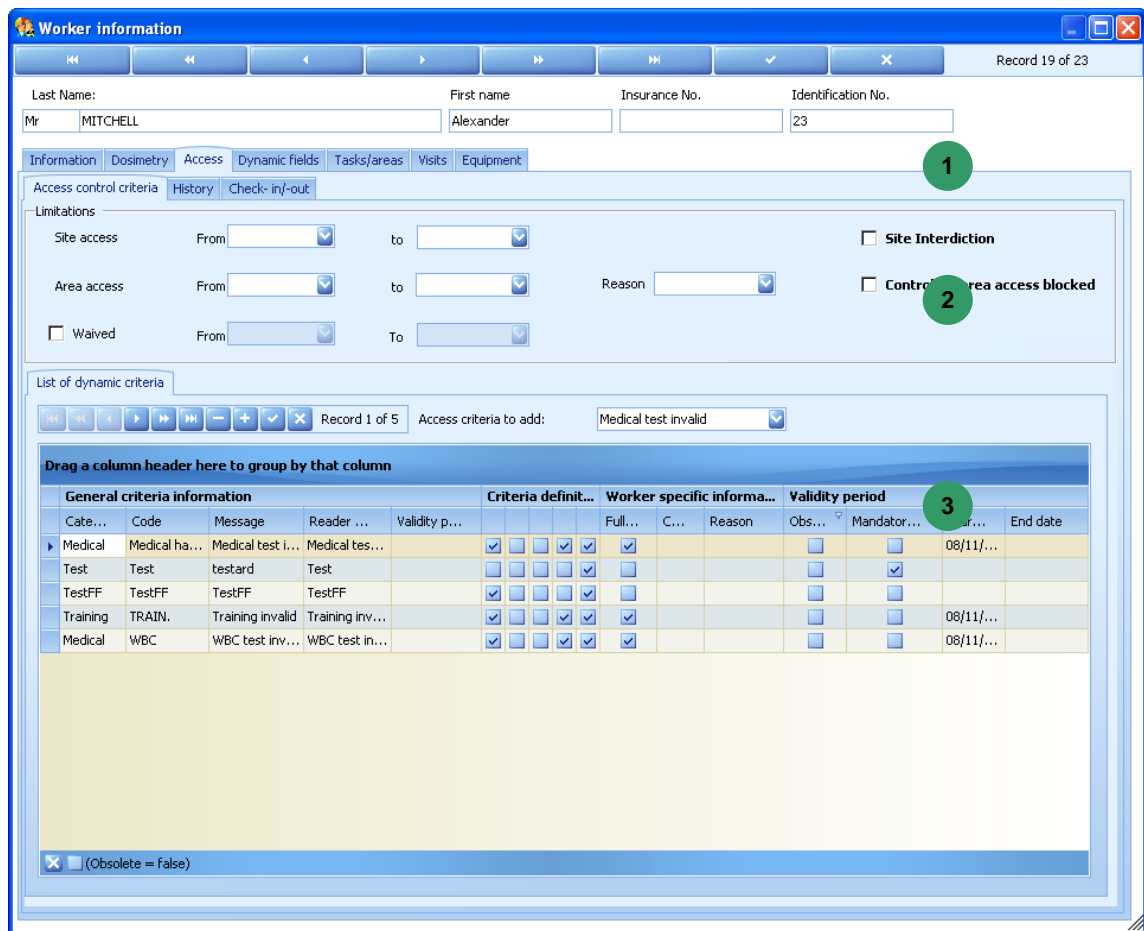 Worker information
Record 19 of 23
Last Name: First name Insurance No. Identification No.
Mr MITCHELL Alexander 23
Information Dosimetry Access Dynamic fields Tasks/areas Visits Equipment
1
Access control criteria History Check- in/-out
Limitations
Site access From to Site Interdiction
Area access From to Reason access blocked
2
Waived From To
List of dynamic criteria
Record 1 of 5 Access criteria to add: Medical test invalid
Drag a column header here to group by that column
General criteria information Criteria definit... Worker specific informa... Validity period
3
Cate... Code Message Reader ... Validity p... Full... C... Reason Obs... Mandator... End date
Medical Medical ha... Medical test i... Medical tes... 08/11/...
Test Test testard Test
TestFF TestFF TestFF TestFF
Training TRAIN. Training invalid Training inv... 08/11/...
Medical WBC WBC test inv... WBC test in... 08/11/...
(Obsolete = false)